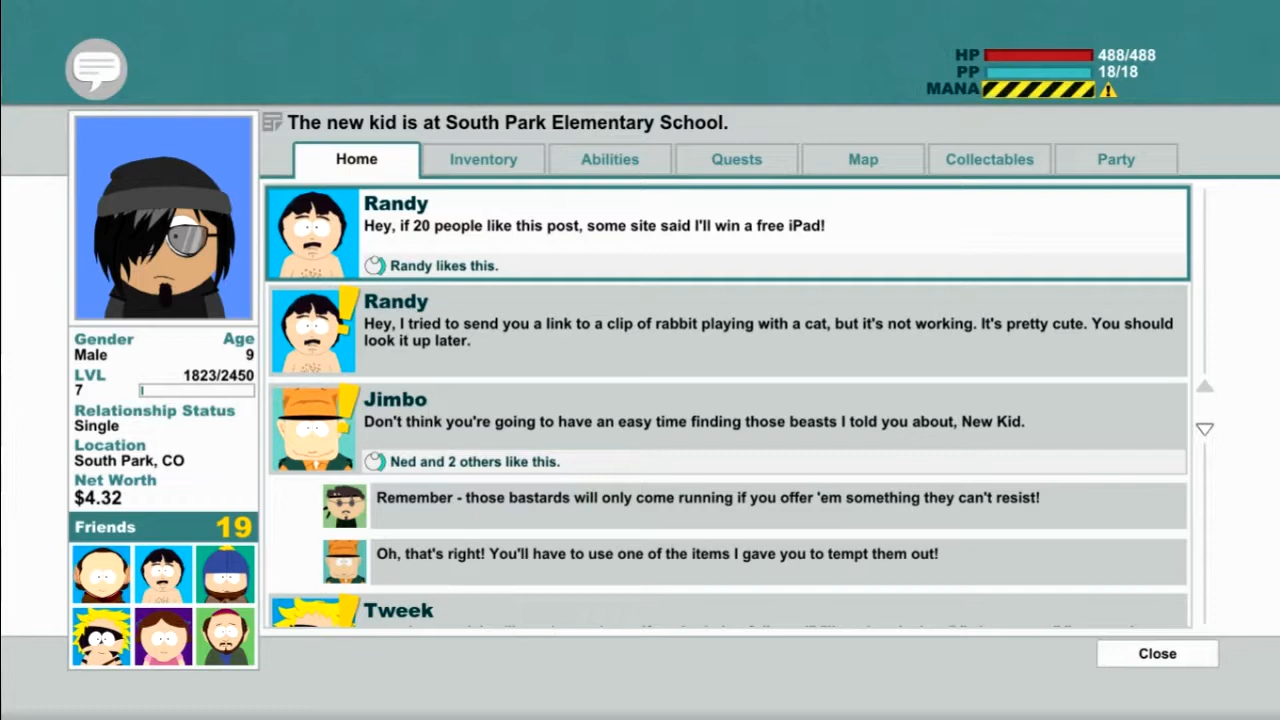 HP 488/488
PP 18/18
MANA
The new kid is at South Park Elementary School.
Home Inventory Abilities Quests Map Collectables Party
Gender Age
Male 9
LVL 1823/2450
7
Relationship Status
Single
Location
South Park, CO
Net Worth
$4.32
Friends 19
Randy
Hey, if 20 people like this post, some site said I'll win a free iPad!
Randy likes this.
Randy
Hey, I tried to send you a link to a clip of rabbit playing with a cat, but it's not working. It's pretty cute. You should
look it up later.
Jimbo
Don't think you're going to have an easy time finding those beasts I told you about, New Kid.
Ned and 2 others like this.
Remember - those bastards will only come running if you offer 'em something they can't resist!
Oh, that's right! You'll have to use one of the items I gave you to tempt them out!
Tweek
Close